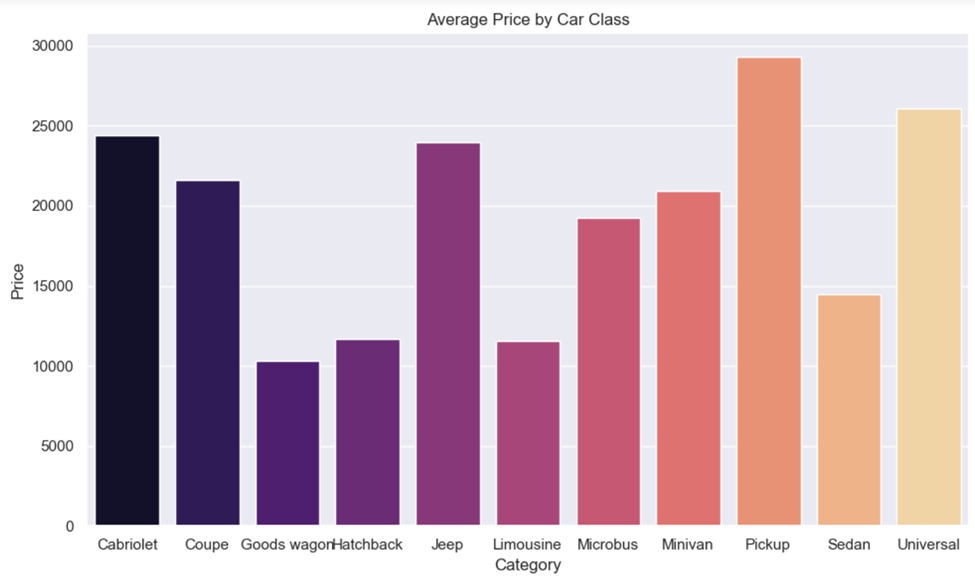 Average Price by Car Class
30000
25000
20000
15000
10000
5000
0
Price
Cabriolet Coupe Goods wagon Hatchback Jeep Limousine Microbus Minivan Pickup Sedan Universal
Category